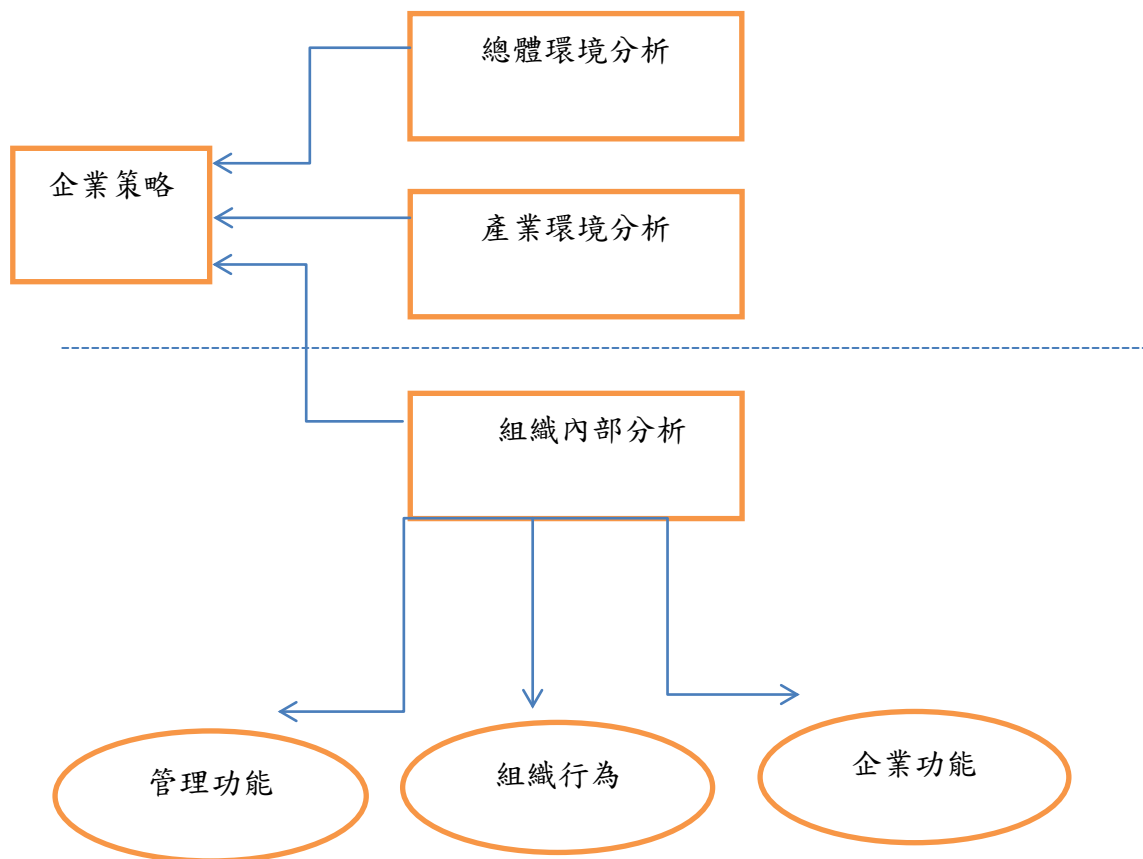 總體環境分析
企業策略
產業環境分析
組織內部分析
管理功能
組織行為
企業功能